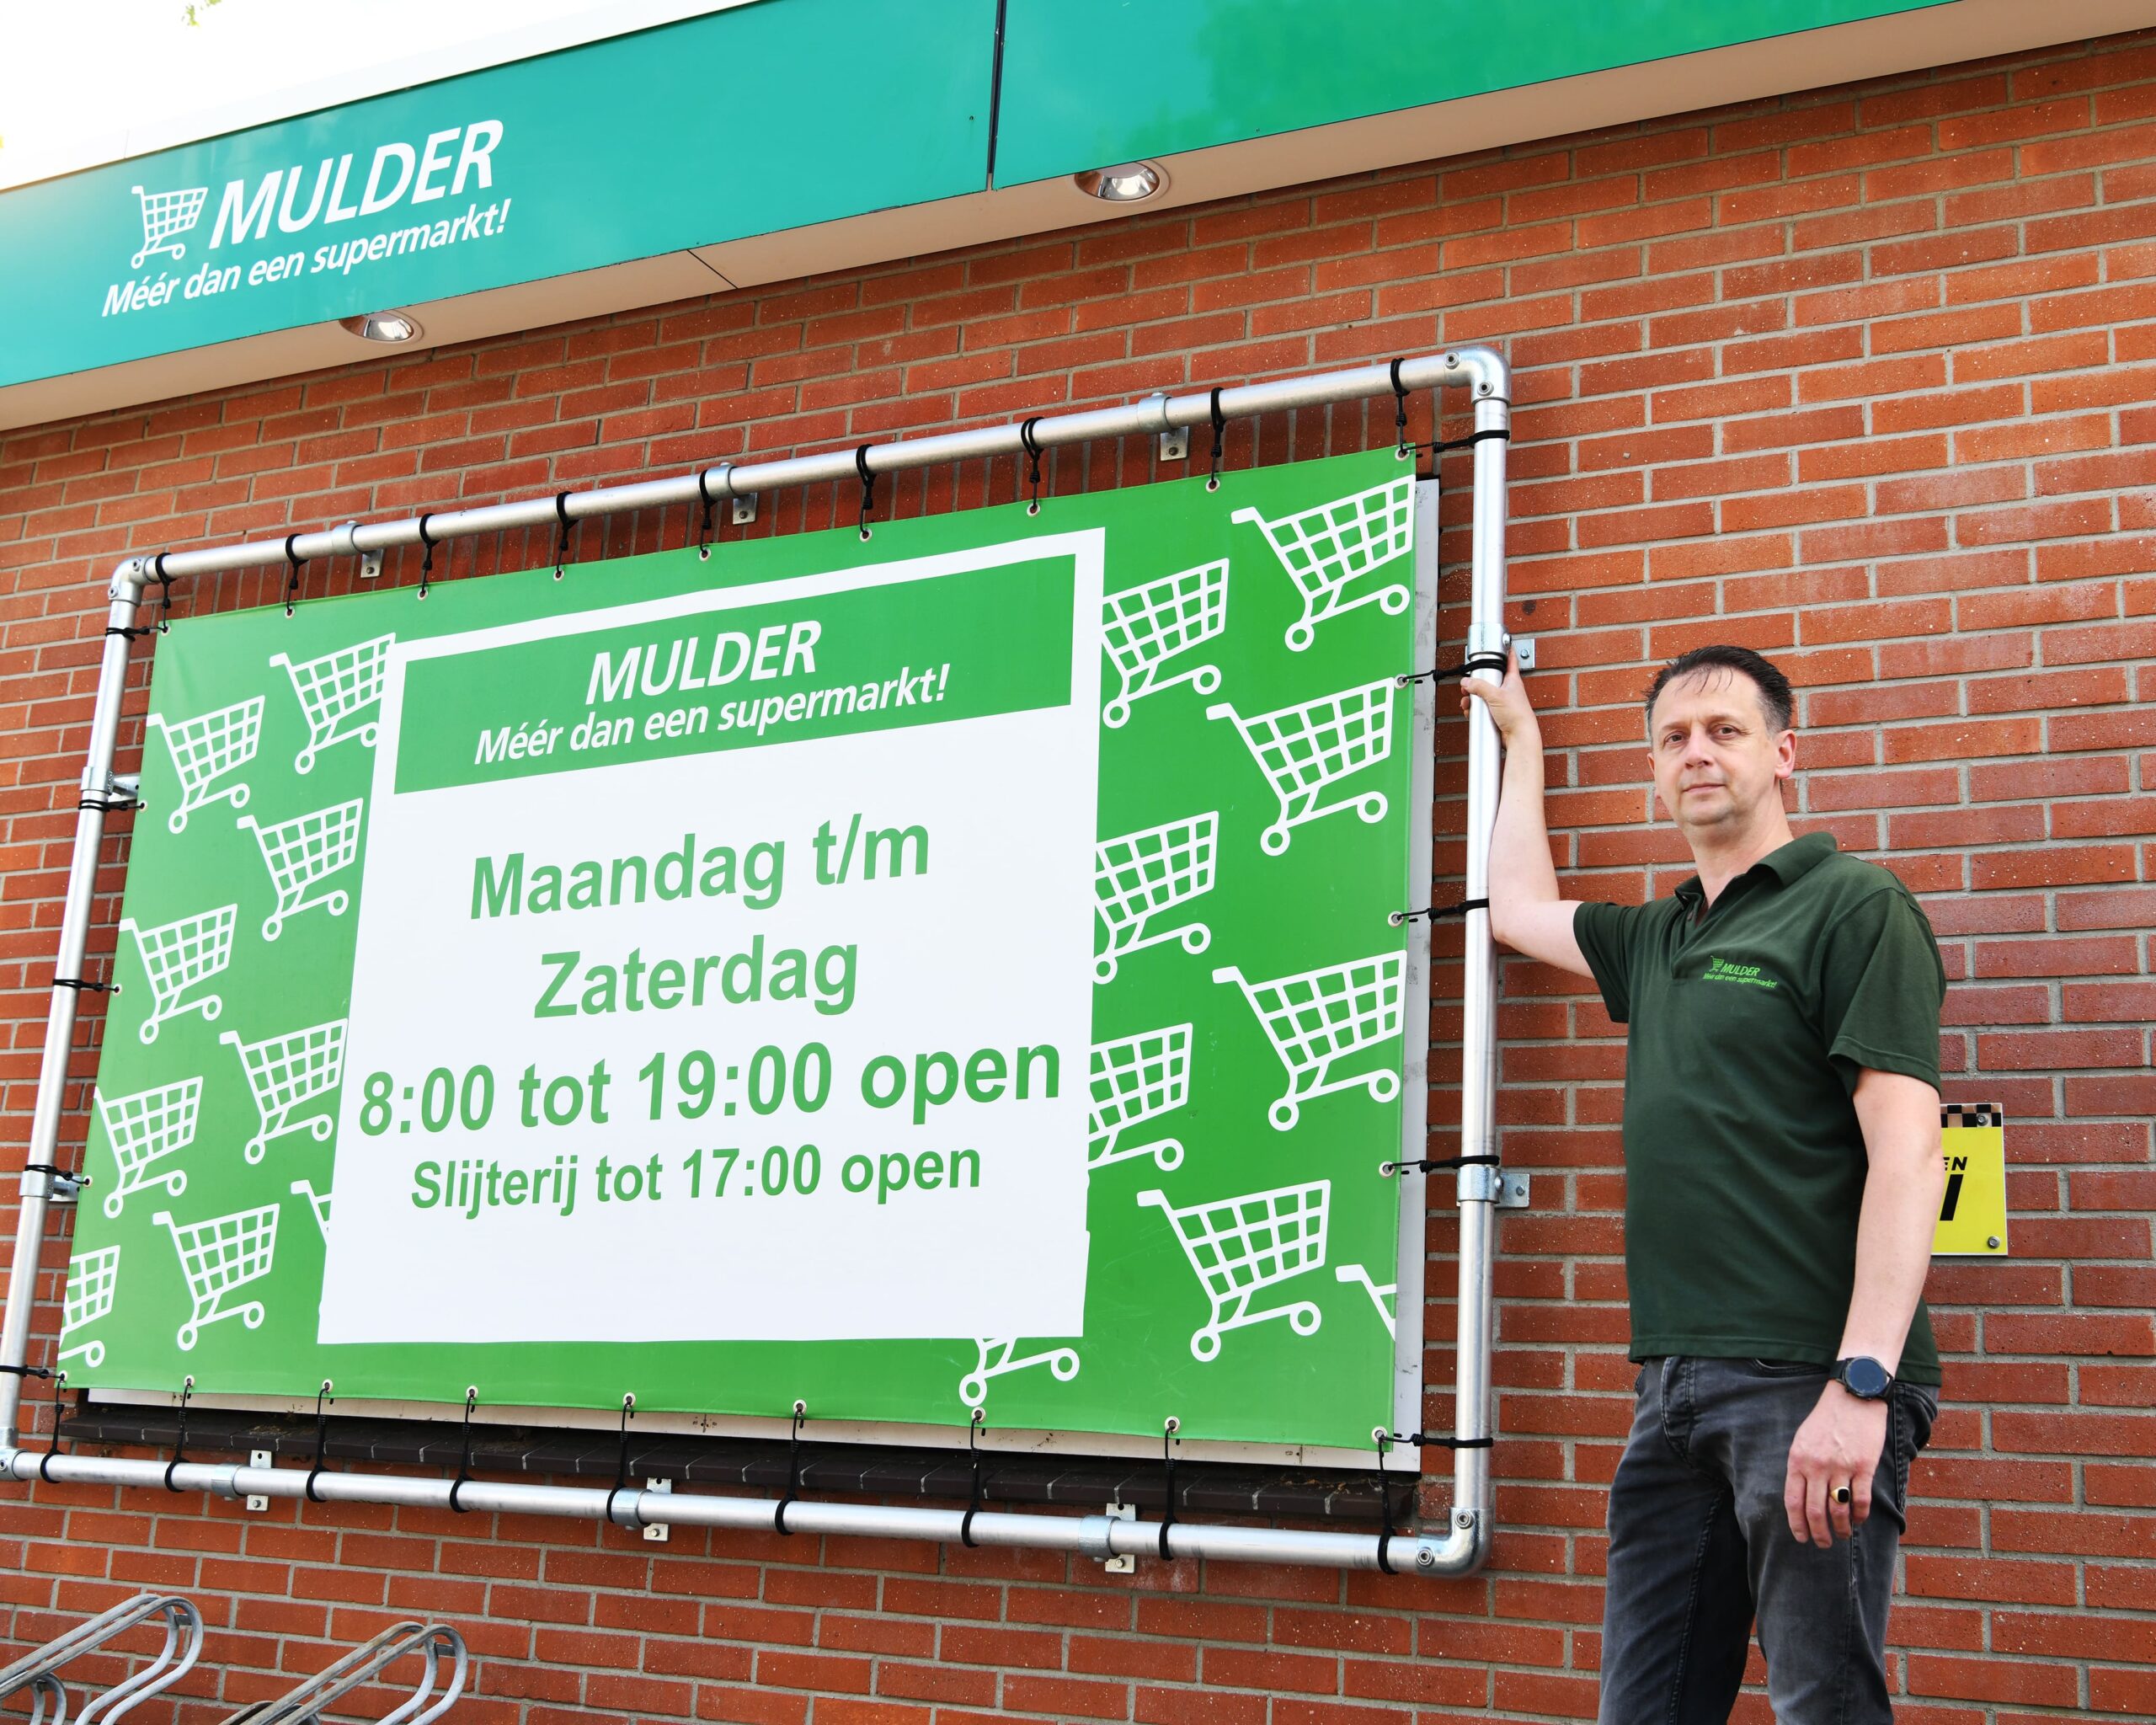 MULDER
Méér dan een supermarkt!
MULDER
Méér dan een supermarkt!
Maandag t/m
Zaterdag
8:00 tot 19:00 open
Slijterij tot 17:00 open
MULDER
Méér dan een supermarkt!